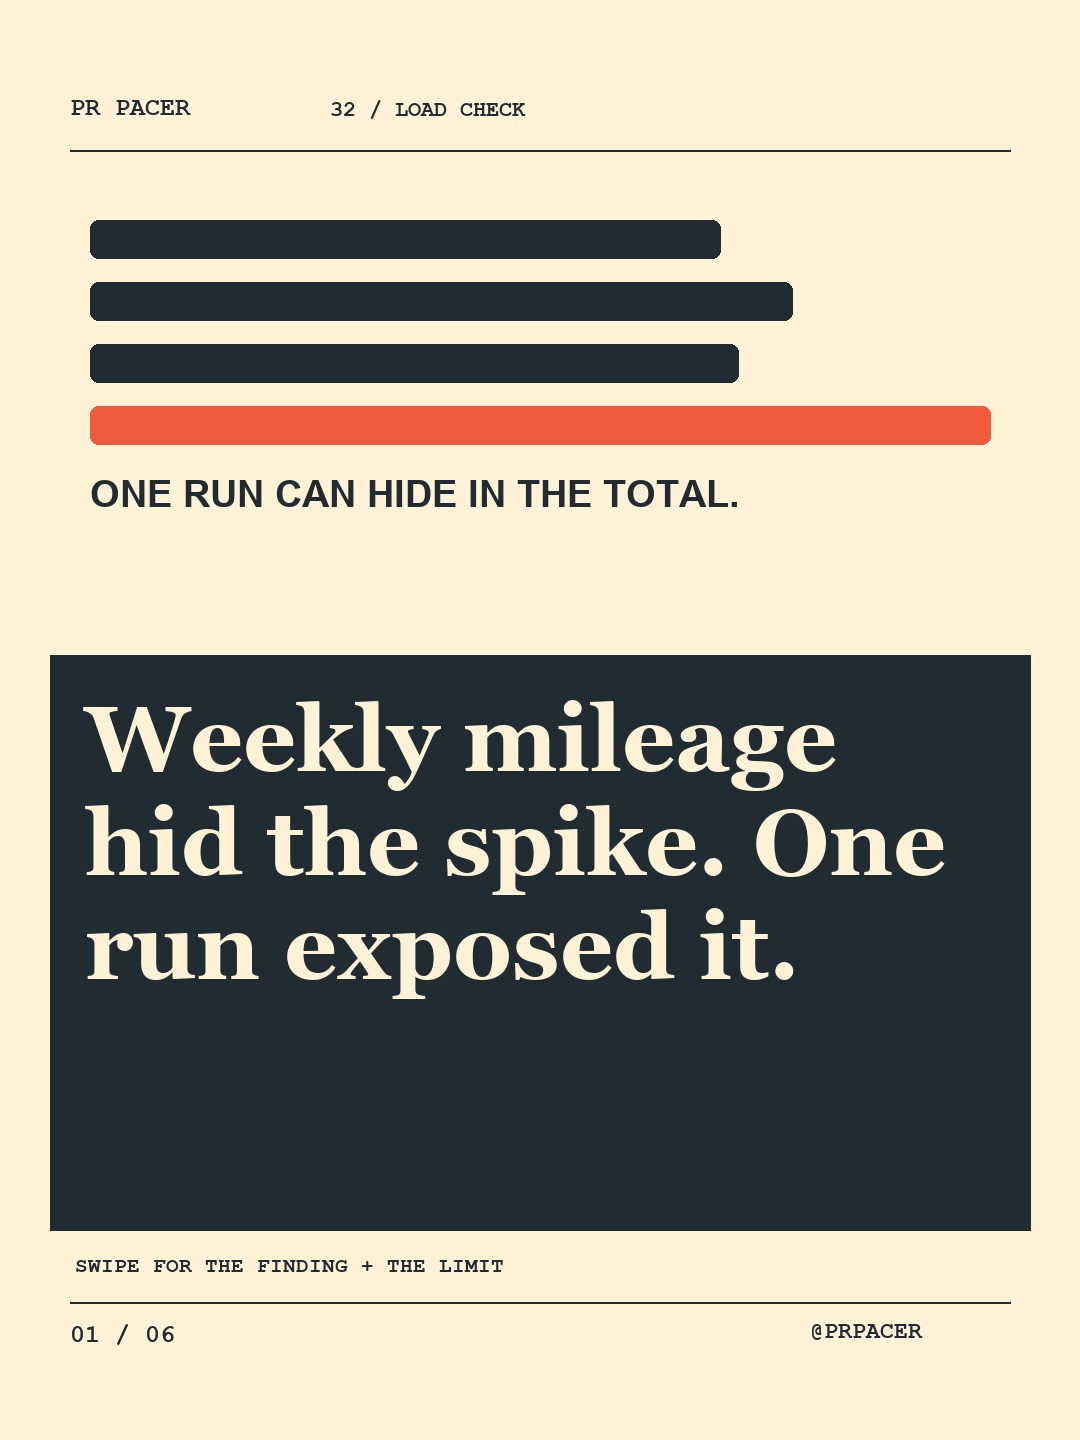 PR PACER
32 / LOAD CHECK
ONE RUN CAN HIDE IN THE TOTAL.
Weekly mileage
hid the spike. One
run exposed it.
SWIPE FOR THE FINDING + THE LIMIT
01 / 06
@PRPACER